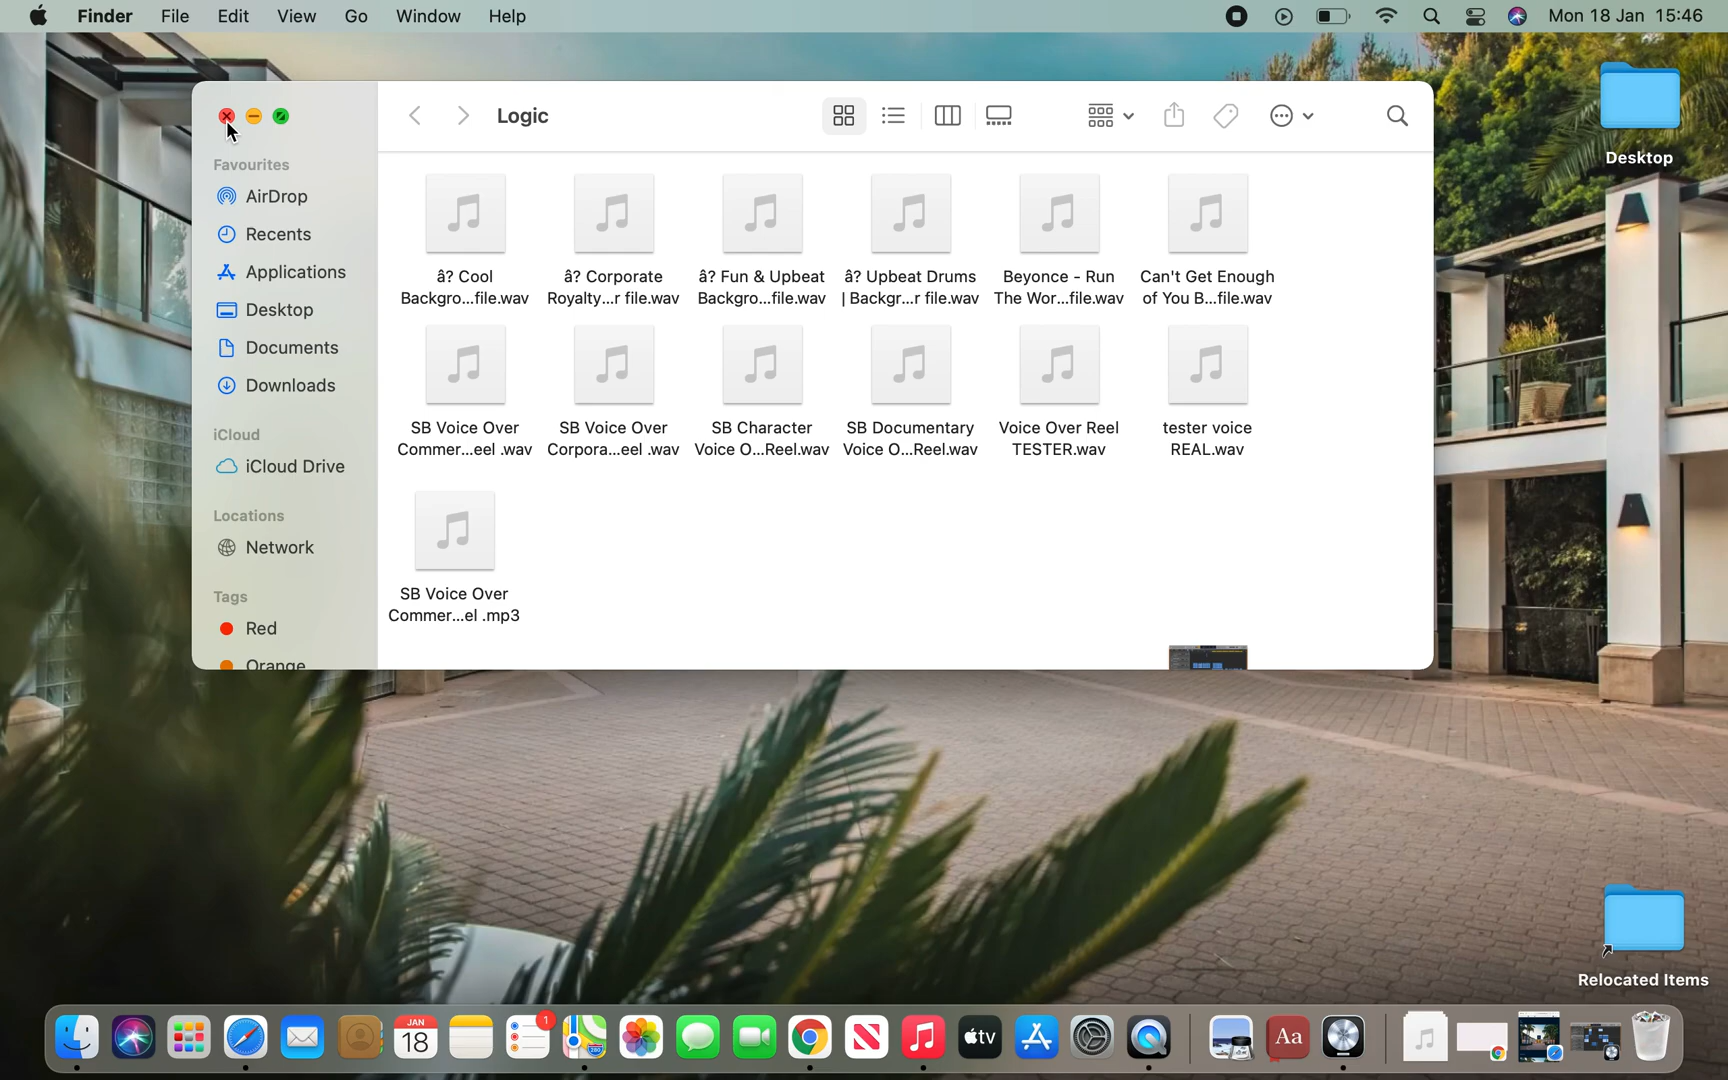 Finder File Edit View Go Window Help Mon 18 Jan 15:46
Logic
Favourites
AirDrop
Recents
Applications
Desktop
Documents
Downloads
iCloud
iCloud Drive
Locations
Network
Tags
Red
Orange
â? Cool
Backgro...file.wav
â? Corporate
Royalty...r file.wav
â? Fun & Upbeat
Backgro...file.wav
â? Upbeat Drums
| Backgr...r file.wav
Beyonce - Run
The Wor...file.wav
Can't Get Enough
of You B...file.wav
SB Voice Over
Commer...eel .wav
SB Voice Over
Corpora...eel .wav
SB Character
Voice O...Reel.wav
SB Documentary
Voice O...Reel.wav
Voice Over Reel
TESTER.wav
tester voice
REAL.wav
SB Voice Over
Commer...el .mp3
Desktop
Relocated Items
JAN
18
1
280
tv
Aa